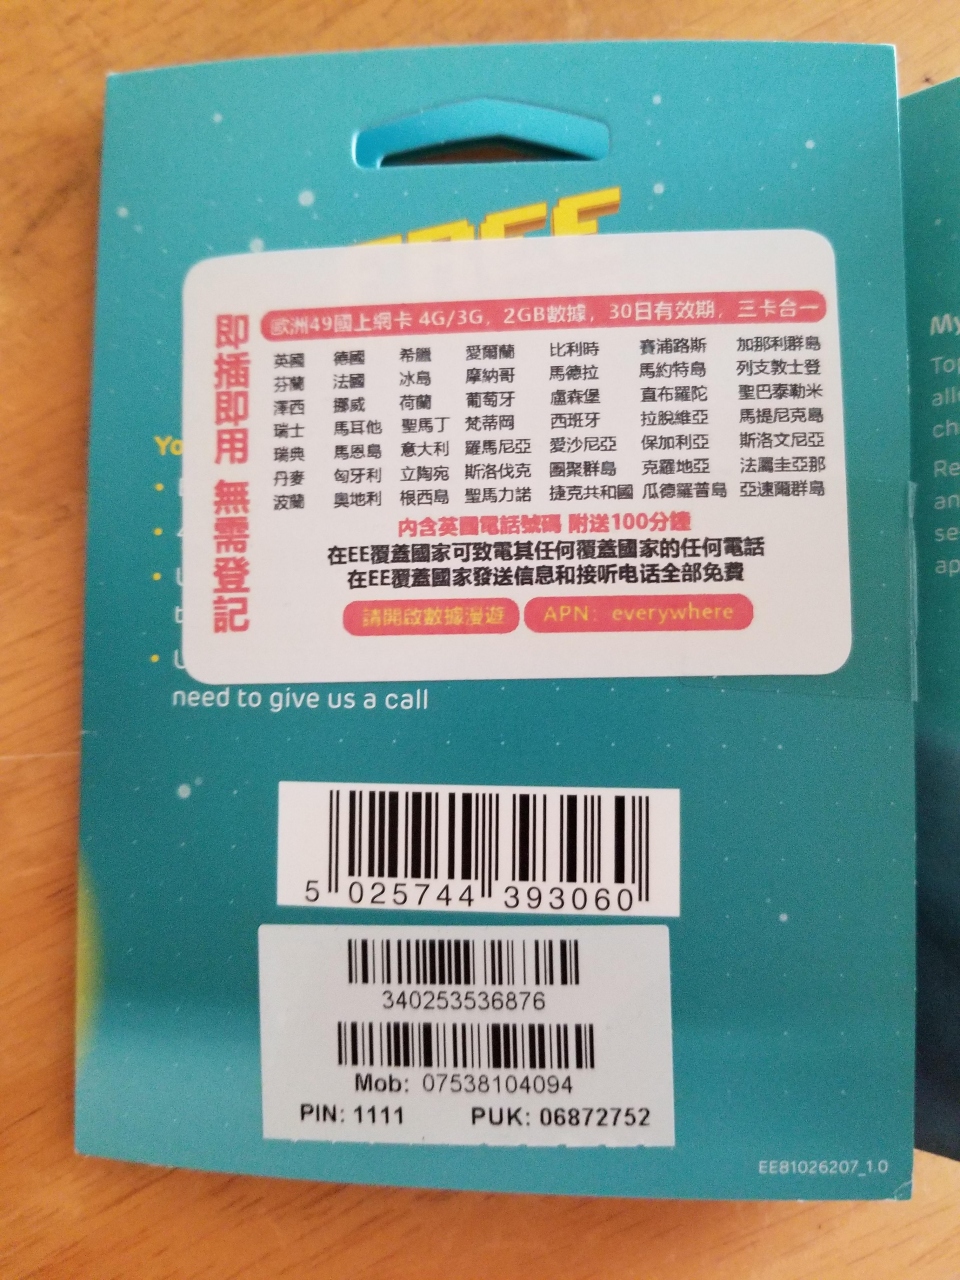 FREE
即插即用 無需登記
歐洲49國上網卡 4G/3G，2GB數據，30日有效期，三卡合一
英國 德國 希臘 愛爾蘭 比利時 賽浦路斯 加那利群島
芬蘭 法國 冰島 摩納哥 馬德拉 馬約特島 列支敦士登
澤西 挪威 荷蘭 葡萄牙 盧森堡 直布羅陀 聖巴泰勒米
瑞士 馬耳他 聖馬丁 梵蒂岡 西班牙 拉脫維亞 馬提尼克島
瑞典 馬恩島 意大利 羅馬尼亞 愛沙尼亞 保加利亞 斯洛文尼亞
丹麥 匈牙利 立陶宛 斯洛伐克 團聚群島 克羅地亞 法屬圭亞那
波蘭 奧地利 根西島 聖馬力諾 捷克共和國 瓜德羅普島 亞速爾群島
內含英國電話號碼 附送100分鐘
在EE覆蓋國家可致電其任何覆蓋國家的任何電話
在EE覆蓋國家發送信息和接听电话全部免費
請開啟數據漫遊 APN：everywhere
Yo
need to give us a call
5 025744 393060
340253536876
Mob: 07538104094
PIN: 1111 PUK: 06872752
EE81026207_1.0
My
Top
alle
ch
Re
an
se
ap